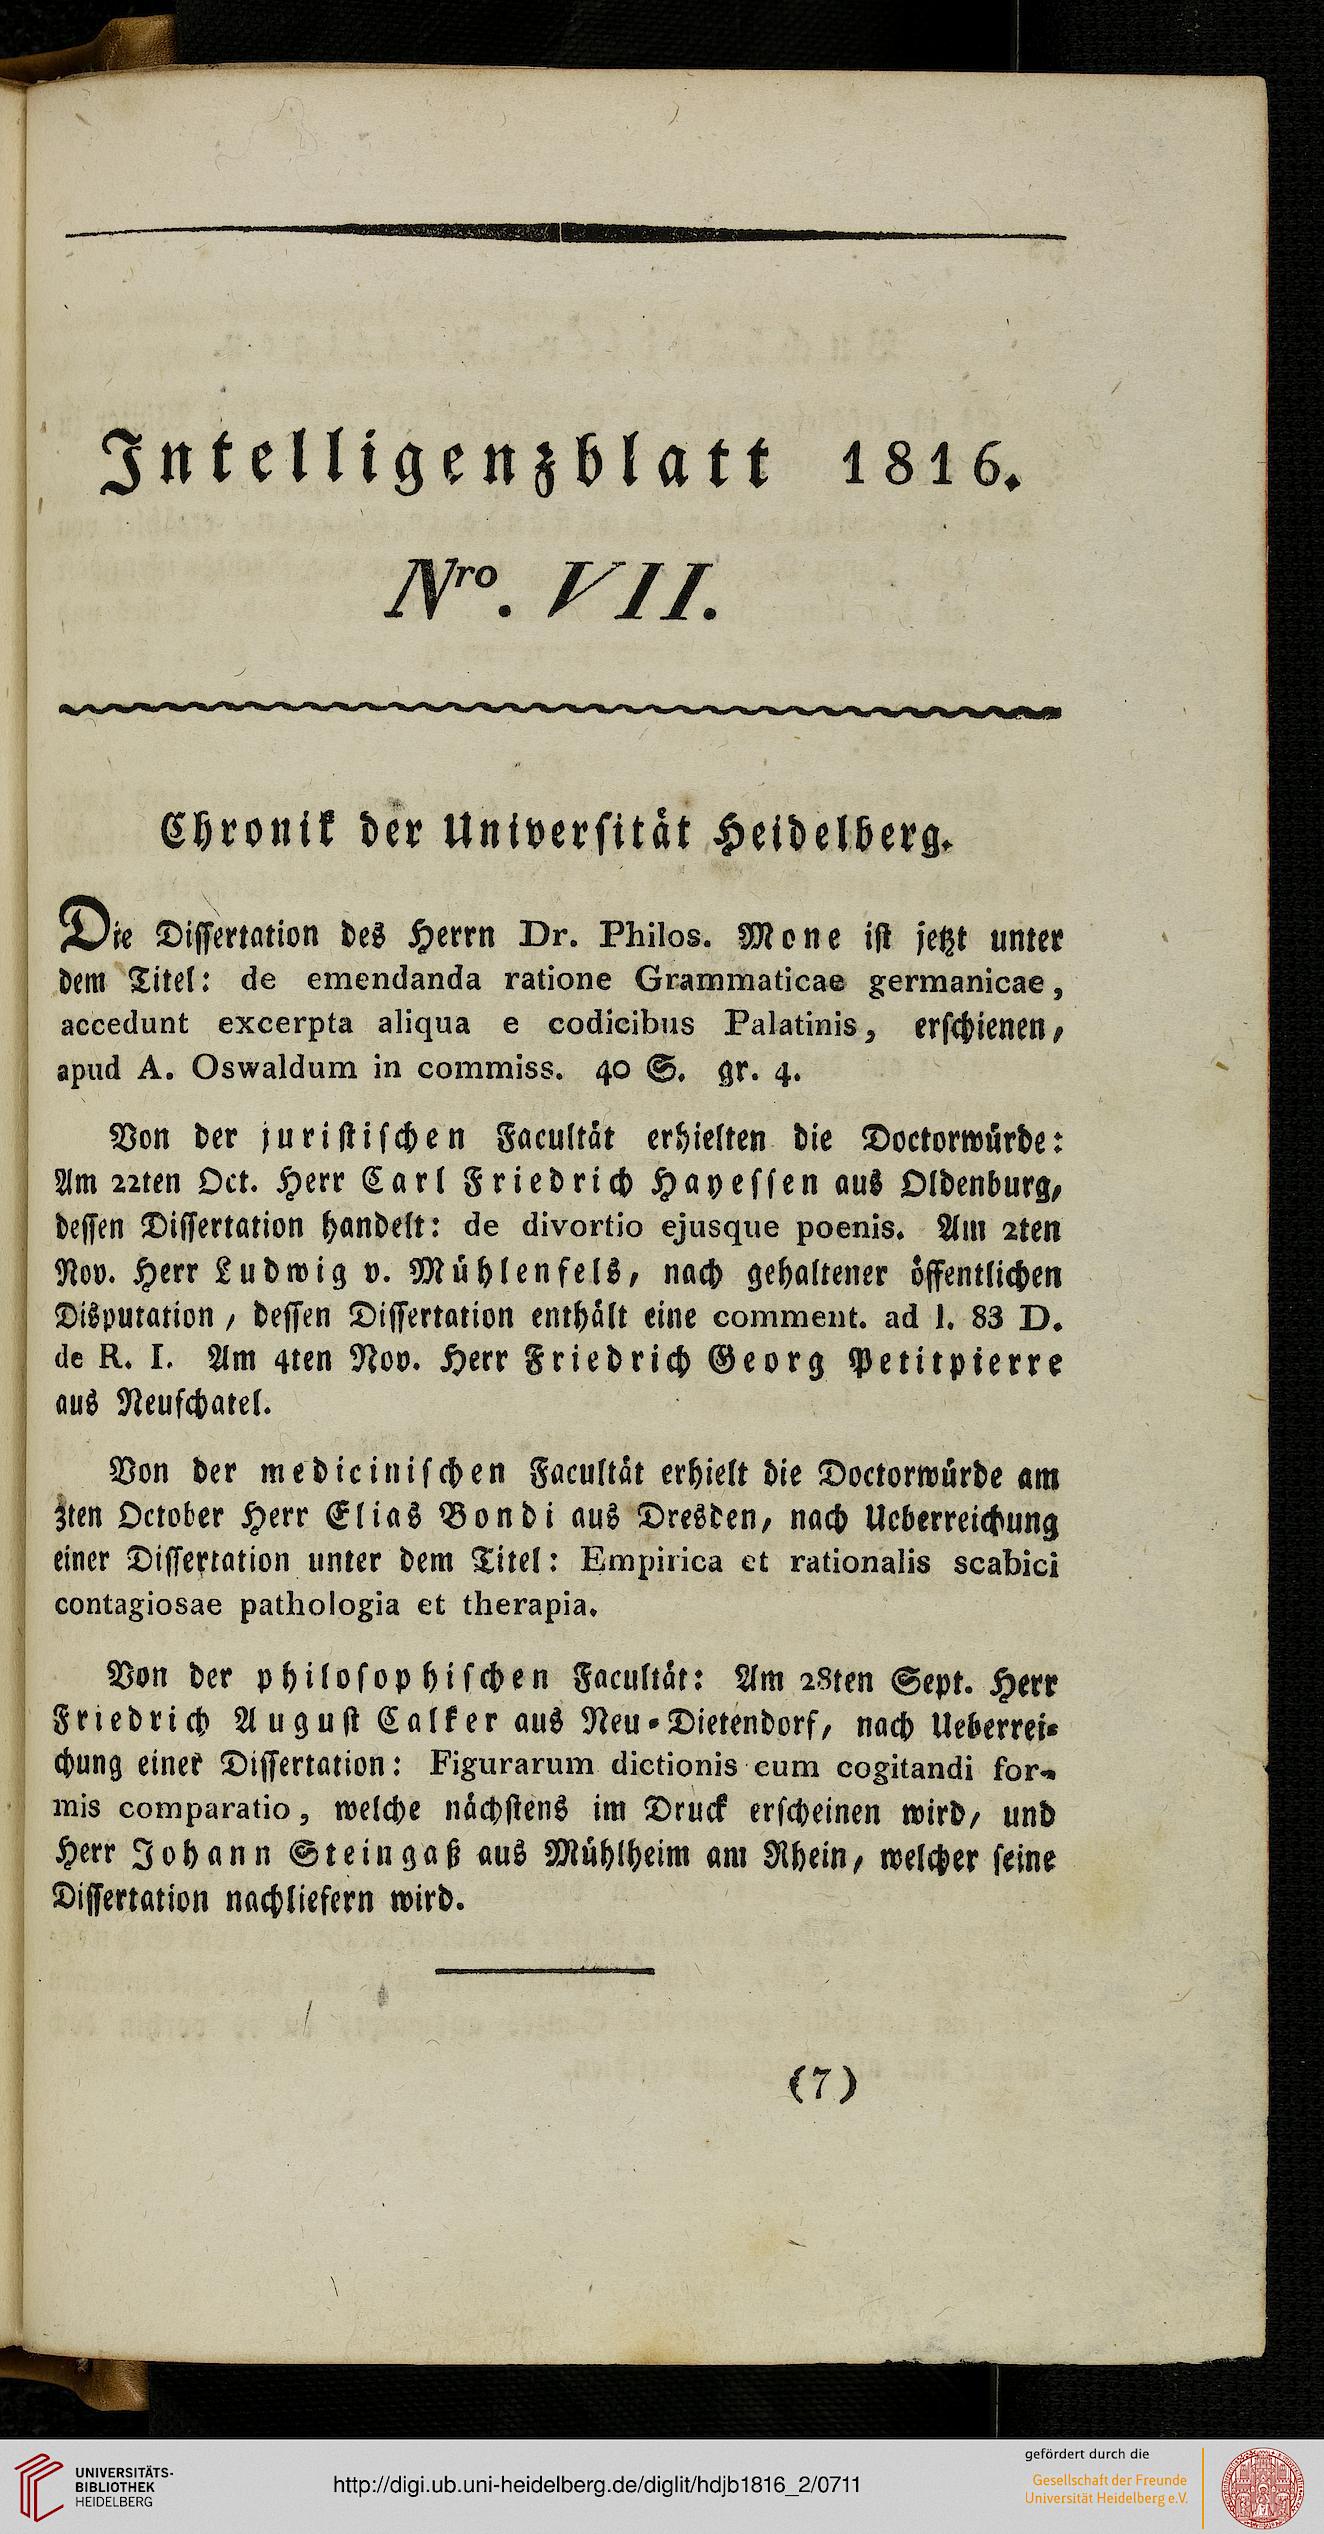 Intelligenzblatt 1816.
Nro. VII.
Chronik der Universität Heidelberg.
Die Dissertation des Herrn Dr. Philos. Mone ist jetzt unter
dem Titel: de emendanda ratione Grammaticae germanicae,
accedunt excerpta aliqua e codicibus Palatinis, erschienen,
apud A. Oswaldum in commiss. 40 S. gr. 4.
Von der juristischen Facultät erhielten die Doctorwürde:
Am 22ten Oct. Herr Carl Friedrich Hayessen aus Oldenburg,
dessen Dissertation handelt: de divortio ejusque poenis. Am 2ten
Nov. Herr Ludwig v. Mühlenfels, nach gehaltener öffentlichen
Disputation, dessen Dissertation enthält eine comment. ad l. 83 D.
de R. I. Am 4ten Nov. Herr Friedrich Georg Petitpierre
aus Neufchatel.
Von der medicinischen Facultät erhielt die Doctorwürde am
3ten October Herr Elias Bondi aus Dresden, nach Ueberreichung
einer Dissertation unter dem Titel: Empirica et rationalis scabici
contagiosae pathologia et therapia.
Von der philosophischen Facultät: Am 28ten Sept. Herr
Friedrich August Calker aus Neu-Dietendorf, nach Ueberrei-
chung einer Dissertation: Figurarum dictionis cum cogitandi for-
mis comparatio, welche nächstens im Druck erscheinen wird, und
Herr Johann Steingaß aus Mühlheim am Rhein, welcher seine
Dissertation nachliefern wird.
(7)
UNIVERSITÄTS-
BIBLIOTHEK
HEIDELBERG
http://digi.ub.uni-heidelberg.de/diglit/hdjb1816_2/0711
gefördert durch die
Gesellschaft der Freunde
Universität Heidelberg e.V.